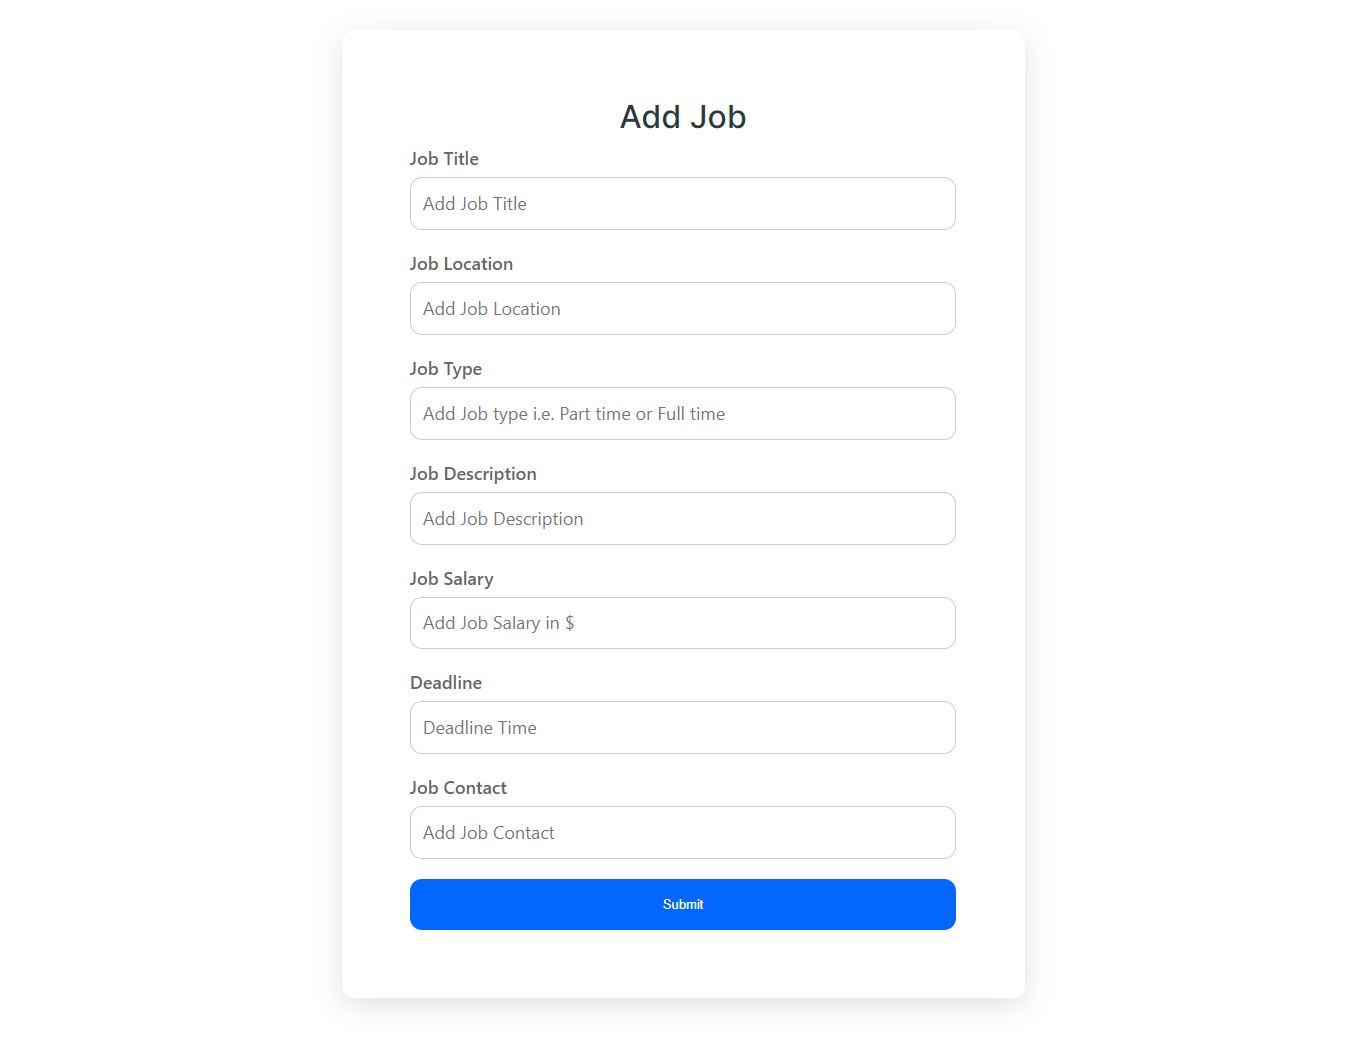 Add Job
Job Title
Add Job Title
Job Location
Add Job Location
Job Type
Add Job type i.e. Part time or Full time
Job Description
Add Job Description
Job Salary
Add Job Salary in $
Deadline
Deadline Time
Job Contact
Add Job Contact
Submit